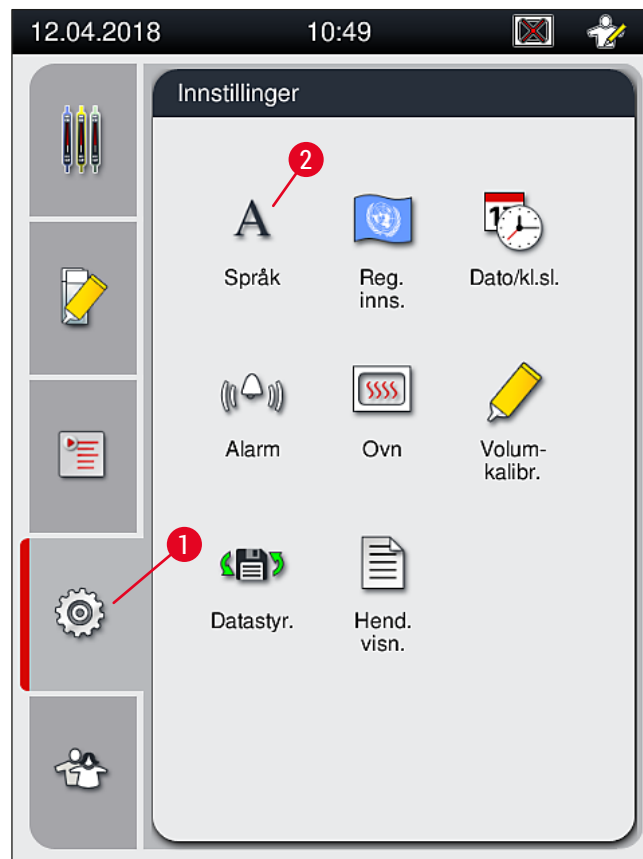 12.04.2018 10:49
Innstillinger
2
A
17
Språk Reg. inns. Dato/kl.sl.
Alarm Ovn Volum-kalibr.
1
Datastyr. Hend. visn.